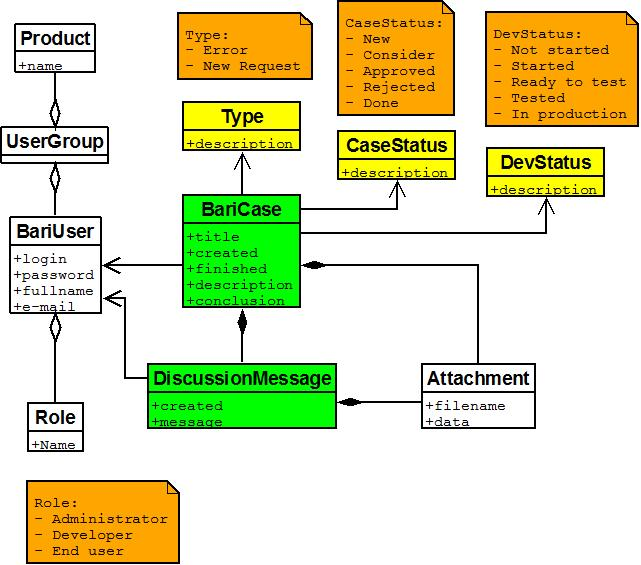 Product
+name
Type:
- Error
- New Request
CaseStatus:
- New
- Consider
- Approved
- Rejected
- Done
DevStatus:
- Not started
- Started
- Ready to test
- Tested
- In production
UserGroup
Type
+description
CaseStatus
+description
DevStatus
+description
BariUser
+login
+password
+fullname
+e-mail
BariCase
+title
+created
+finished
+description
+conclusion
DiscussionMessage
+created
+message
Attachment
+filename
+data
Role
+Name
Role:
- Administrator
- Developer
- End user